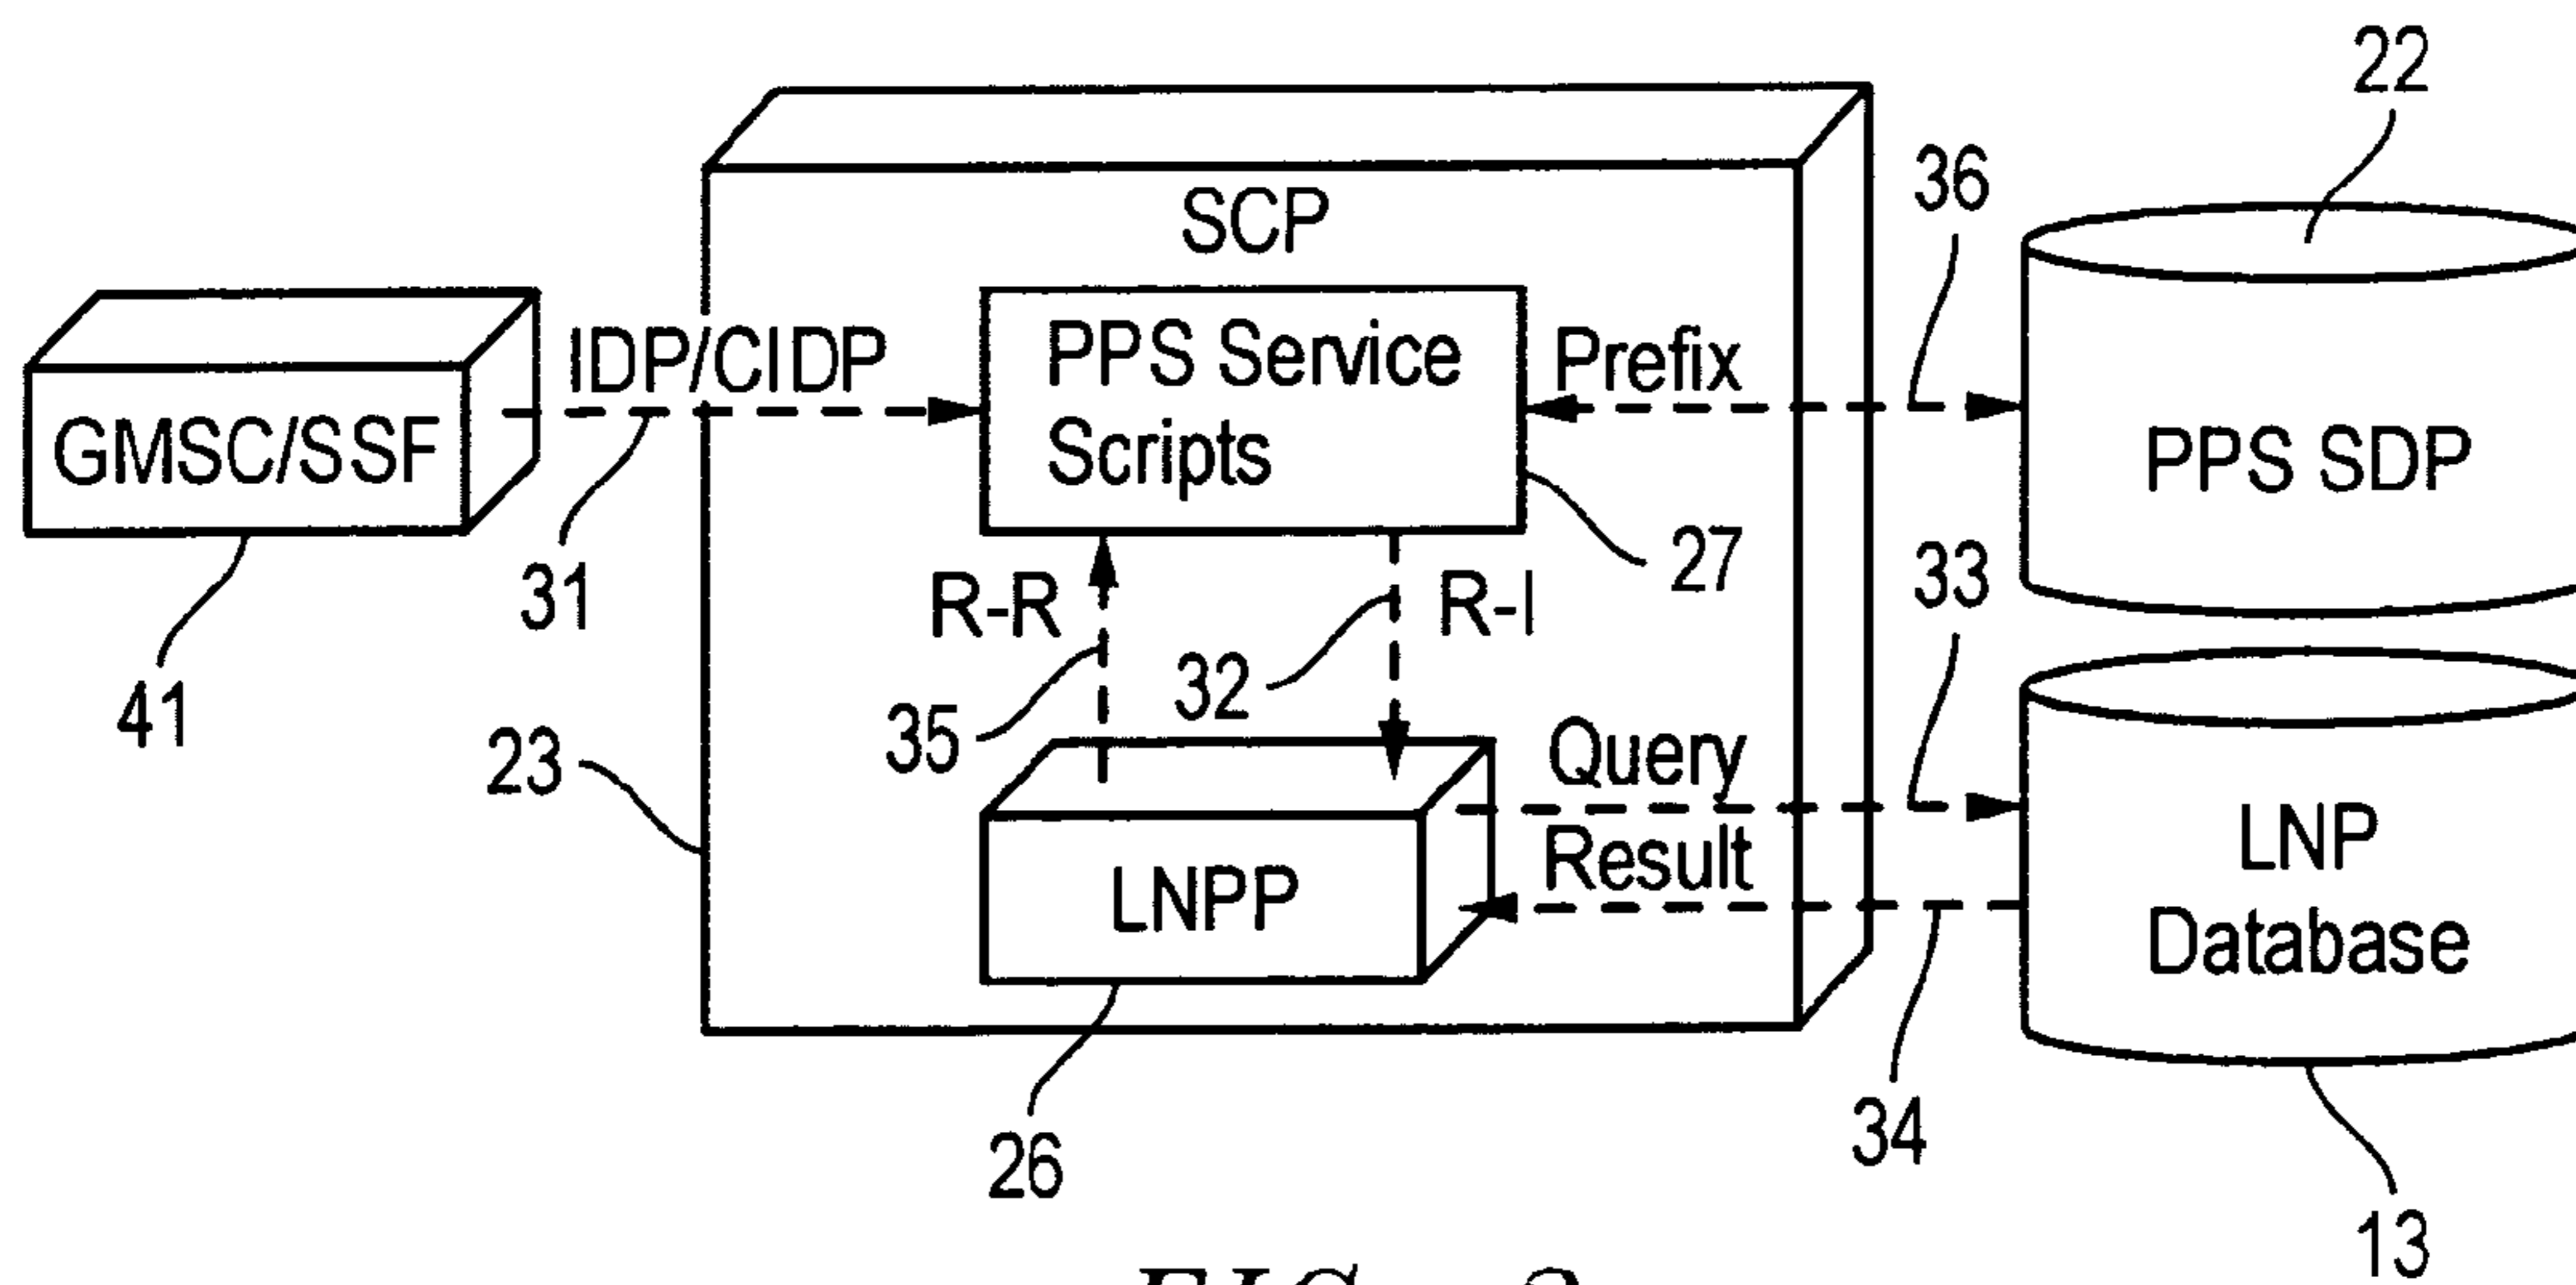 22
36
SCP
IDP/CIDP
PPS Service
Scripts
Prefix
GMSC/SSF
PPS SDP
31
R-R
R-I
27
33
41
23
35
32
Query
Result
LNP
Database
LNPP
34
26
13